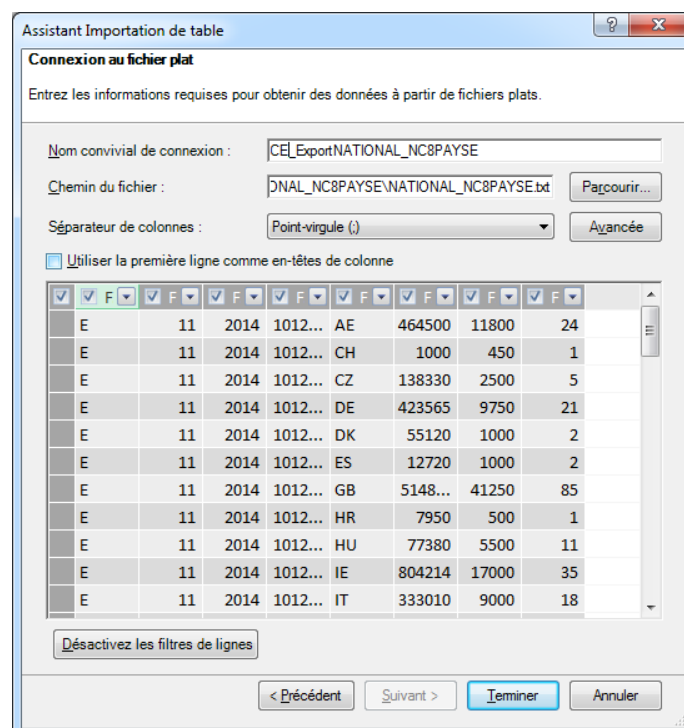 Assistant Importation de table
Connexion au fichier plat
Entrez les informations requises pour obtenir des données à partir de fichiers plats.
Nom convivial de connexion : CEI_ExportNATIONAL_NC8PAYSE
Chemin du fichier : ONAL_NC8PAYSE\NATIONAL_NC8PAYSE.txt Parcourir...
Séparateur de colonnes : Point-virgule (;) Avancée
Utiliser la première ligne comme en-têtes de colonne
F F F F F F F F
E 11 2014 1012... AE 464500 11800 24
E 11 2014 1012... CH 1000 450 1
E 11 2014 1012... CZ 138330 2500 5
E 11 2014 1012... DE 423565 9750 21
E 11 2014 1012... DK 55120 1000 2
E 11 2014 1012... ES 12720 1000 2
E 11 2014 1012... GB 5148... 41250 85
E 11 2014 1012... HR 7950 500 1
E 11 2014 1012... HU 77380 5500 11
E 11 2014 1012... IE 804214 17000 35
E 11 2014 1012... IT 333010 9000 18
Désactivez les filtres de lignes
< Précédent Suivant > Terminer Annuler